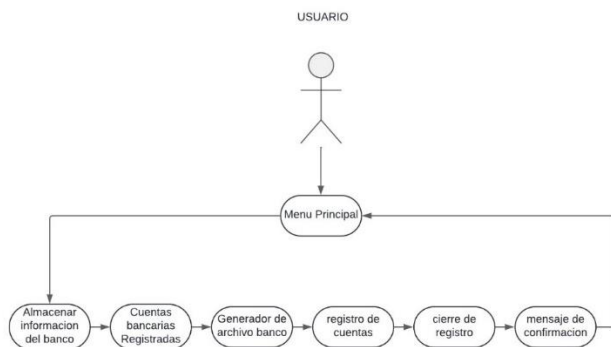 USUARIO
Menu Principal
Almacenar
informacion
del banco
Cuentas
bancarias
Registradas
Generador de
archivo banco
registro de
cuentas
cierre de
registro
mensaje de
confirmacion